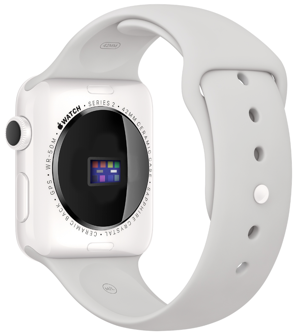 WATCH • SERIES 2 • 42MM CERAMIC CASE • SAPPHIRE CRYSTAL • CERAMIC BACK • GPS • WR-50M